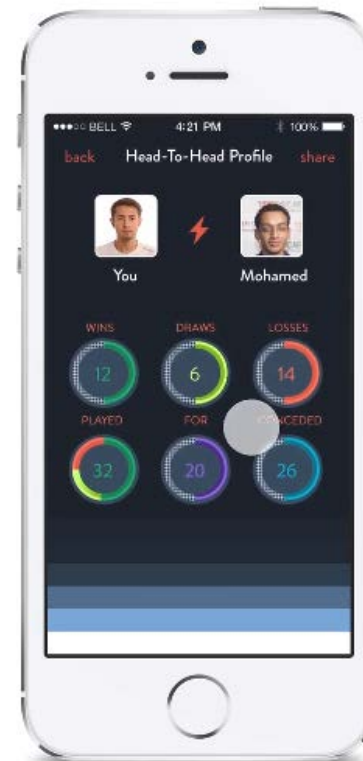 BELL 4:21 PM 100%
back Head-To-Head Profile share
You Mohamed
WINS DRAWS LOSSES
12 6 14
PLAYED FOR CONCEDED
32 20 26